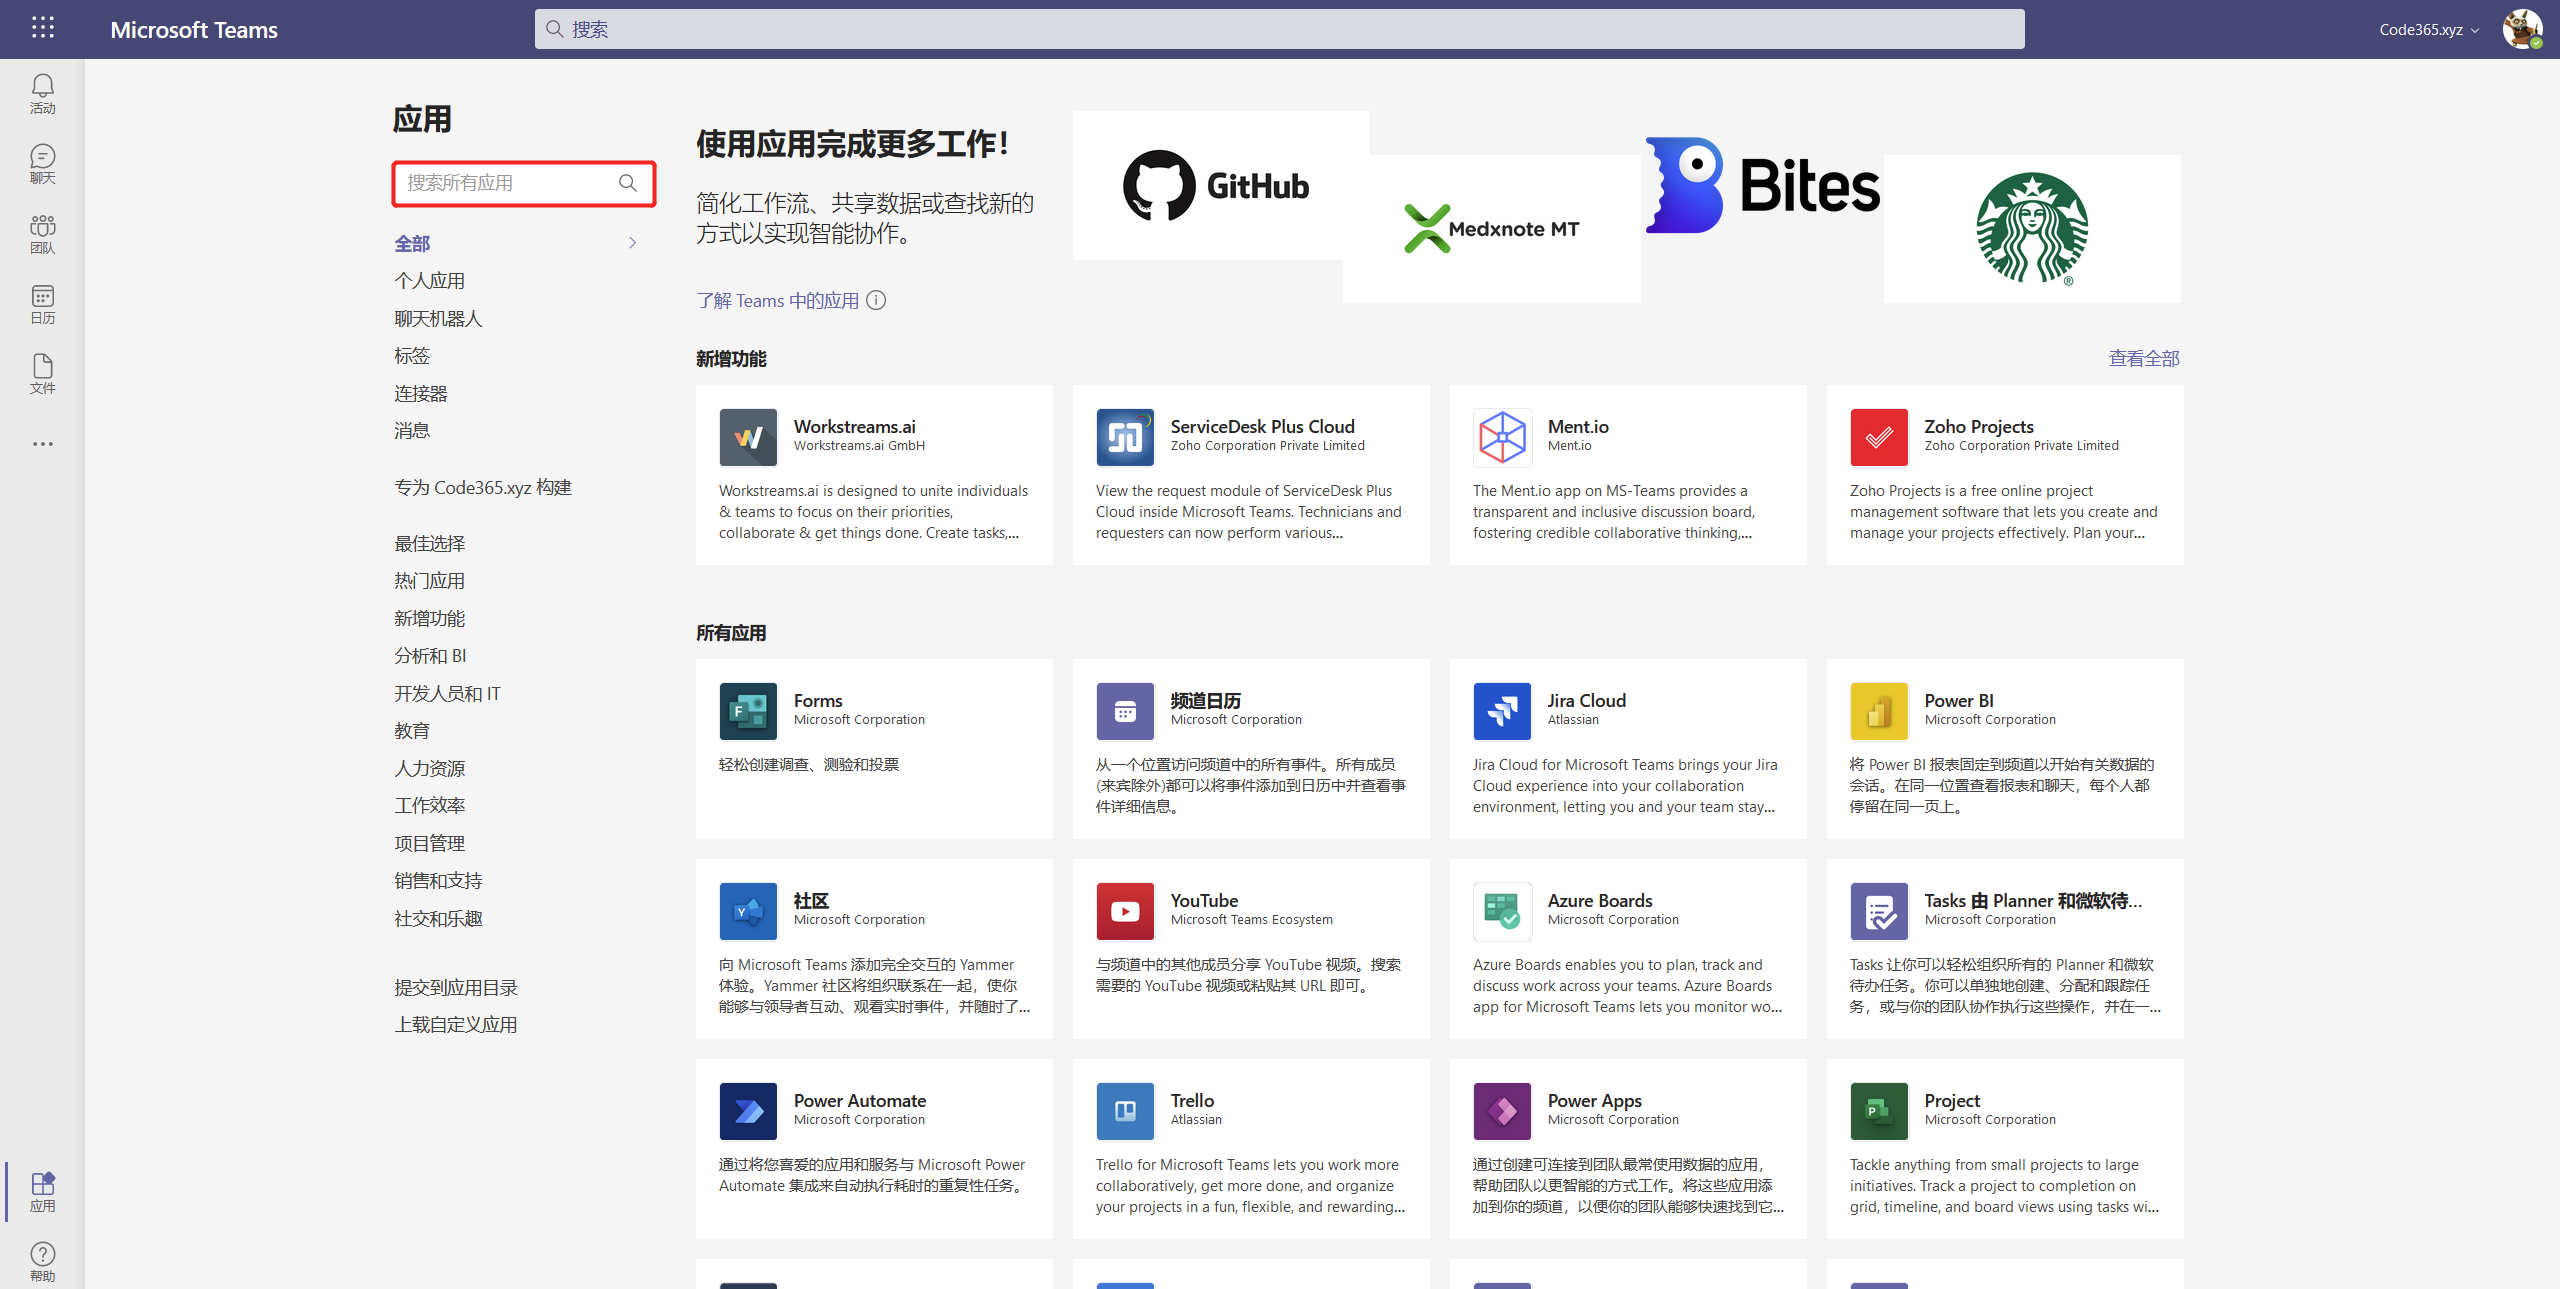 Microsoft Teams
搜索
Code365.xyz
活动
聊天
团队
日历
文件
应用
帮助
应用
搜索所有应用
全部
个人应用
聊天机器人
标签
连接器
消息
专为 Code365.xyz 构建
最佳选择
热门应用
新增功能
分析和 BI
开发人员和 IT
教育
人力资源
工作效率
项目管理
销售和支持
社交和乐趣
提交到应用目录
上载自定义应用
使用应用完成更多工作！
简化工作流、共享数据或查找新的
方式以实现智能协作。
了解 Teams 中的应用
GitHub
Medxnote MT
Bites
新增功能
查看全部
Workstreams.ai
Workstreams.ai GmbH
Workstreams.ai is designed to unite individuals
& teams to focus on their priorities,
collaborate & get things done. Create tasks,...
ServiceDesk Plus Cloud
Zoho Corporation Private Limited
View the request module of ServiceDesk Plus
Cloud inside Microsoft Teams. Technicians and
requesters can now perform various...
Ment.io
Ment.io
The Ment.io app on MS-Teams provides a
transparent and inclusive discussion board,
fostering credible collaborative thinking,...
Zoho Projects
Zoho Corporation Private Limited
Zoho Projects is a free online project
management software that lets you create and
manage your projects effectively. Plan your...
所有应用
Forms
Microsoft Corporation
轻松创建调查、测验和投票
频道日历
Microsoft Corporation
从一个位置访问频道中的所有事件。所有成员
(来宾除外)都可以将事件添加到日历中并查看事
件详细信息。
Jira Cloud
Atlassian
Jira Cloud for Microsoft Teams brings your Jira
Cloud experience into your collaboration
environment, letting you and your team stay...
Power BI
Microsoft Corporation
将 Power BI 报表固定到频道以开始有关数据的
会话。在同一位置查看报表和聊天，每个人都
停留在同一页上。
社区
Microsoft Corporation
向 Microsoft Teams 添加完全交互的 Yammer
体验。Yammer 社区将组织联系在一起，使你
能够与领导者互动、观看实时事件，并随时了...
YouTube
Microsoft Teams Ecosystem
与频道中的其他成员分享 YouTube 视频。搜索
需要的 YouTube 视频或粘贴其 URL 即可。
Azure Boards
Microsoft Corporation
Azure Boards enables you to plan, track and
discuss work across your teams. Azure Boards
app for Microsoft Teams lets you monitor wo...
Tasks 由 Planner 和微软待...
Microsoft Corporation
Tasks 让你可以轻松组织所有的 Planner 和微软
待办任务。你可以单独地创建、分配和跟踪任
务，或与你的团队协作执行这些操作，并在一...
Power Automate
Microsoft Corporation
通过将您喜爱的应用和服务与 Microsoft Power
Automate 集成来自动执行耗时的重复性任务。
Trello
Atlassian
Trello for Microsoft Teams lets you work more
collaboratively, get more done, and organize
your projects in a fun, flexible, and rewarding...
Power Apps
Microsoft Corporation
通过创建可连接到团队最常使用数据的应用，
帮助团队以更智能的方式工作。将这些应用添
加到你的频道，以便你的团队能够快速找到它...
Project
Microsoft Corporation
Tackle anything from small projects to large
initiatives. Track a project to completion on
grid, timeline, and board views using tasks wi...